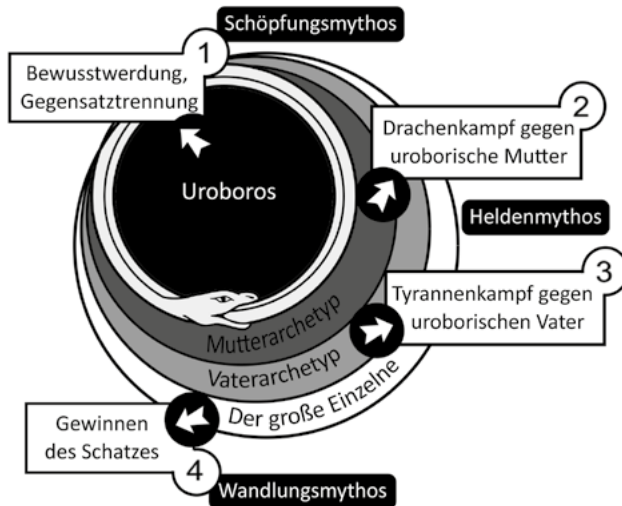 Schöpfungsmythos
1
Bewusstwerdung,
Gegensatztrennung
2
Drachenkampf gegen
uroborische Mutter
Uroboros
Heldenmythos
3
Tyrannenkampf gegen
uroborischen Vater
Mutterarchetyp
Vaterarchetyp
Der große Einzelne
Gewinnen
des Schatzes
4
Wandlungsmythos